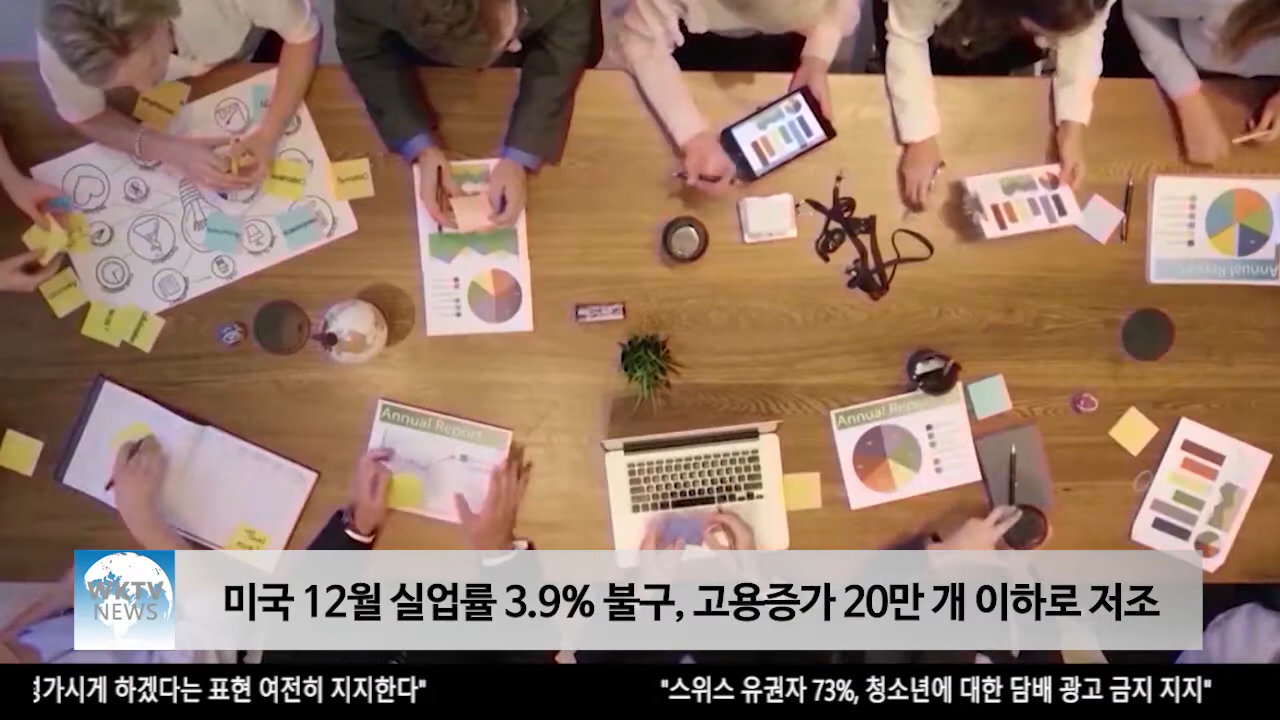 Annual Report
Annual Report
Annual Report
WKTV
NEWS
미국 12월 실업률 3.9% 불구, 고용증가 20만 개 이하로 저조
가시게 하겠다는 표현 여전히 지지한다" "스위스 유권자 73%, 청소년에 대한 담배 광고 금지 지지"